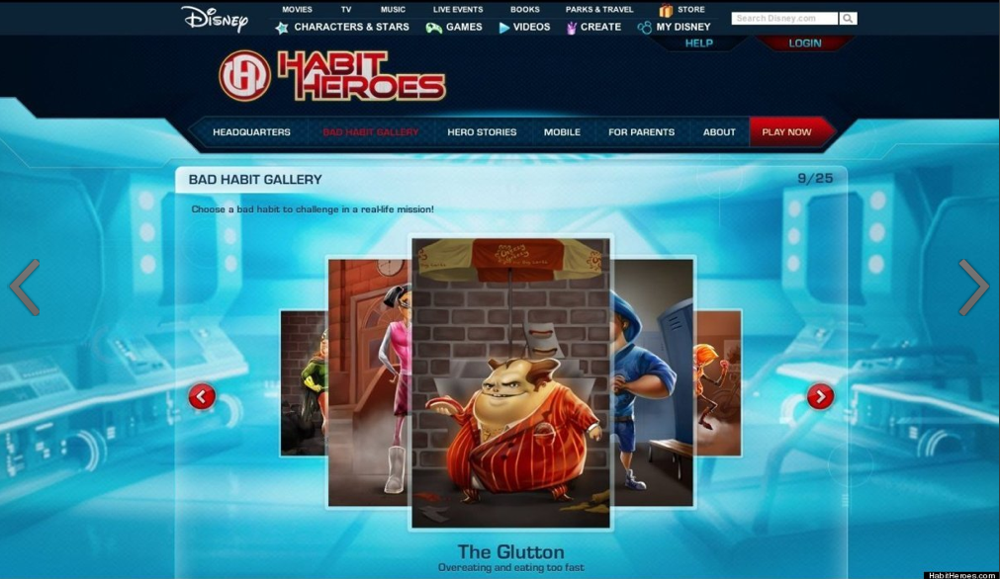 Disney
MOVIES TV MUSIC LIVE EVENTS BOOKS PARKS & TRAVEL STORE
CHARACTERS & STARS GAMES VIDEOS CREATE MY DISNEY
Search Disney.com
HELP LOGIN
H HABIT
HEROES
HEADQUARTERS BAD HABIT GALLERY HERO STORIES MOBILE FOR PARENTS ABOUT PLAY NOW
BAD HABIT GALLERY 9/25
Choose a bad habit to challenge in a real-life mission!
The Glutton
Overeating and eating too fast
HabitHeroes.com